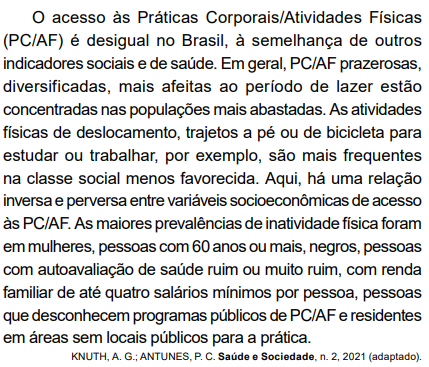 O acesso às Práticas Corporais/Atividades Físicas
(PC/AF) é desigual no Brasil, à semelhança de outros
indicadores sociais e de saúde. Em geral, PC/AF prazerosas,
diversificadas, mais afeitas ao período de lazer estão
concentradas nas populações mais abastadas. As atividades
físicas de deslocamento, trajetos a pé ou de bicicleta para
estudar ou trabalhar, por exemplo, são mais frequentes
na classe social menos favorecida. Aqui, há uma relação
inversa e perversa entre variáveis socioeconômicas de acesso
às PC/AF. As maiores prevalências de inatividade física foram
em mulheres, pessoas com 60 anos ou mais, negros, pessoas
com autoavaliação de saúde ruim ou muito ruim, com renda
familiar de até quatro salários mínimos por pessoa, pessoas
que desconhecem programas públicos de PC/AF e residentes
em áreas sem locais públicos para a prática.
KNUTH, A. G.; ANTUNES, P. C. Saúde e Sociedade, n. 2, 2021 (adaptado).